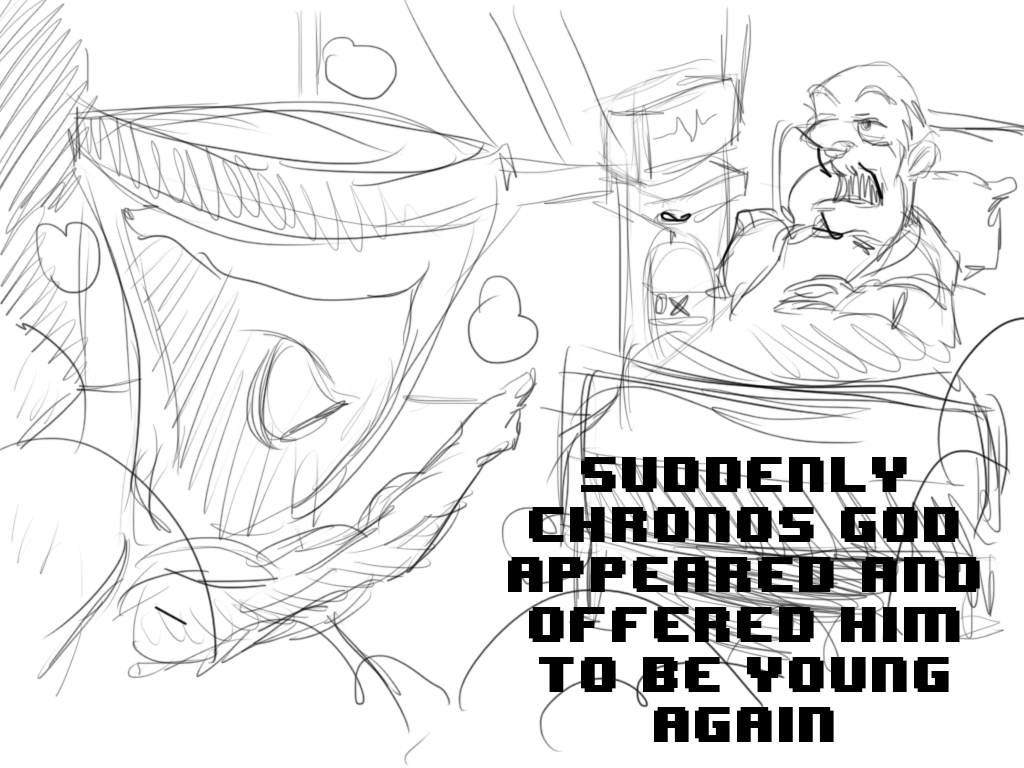 SUDDENLY
CHRONOS GOD
APPEARED AND
OFFERED HIM
TO BE YOUNG
AGAIN